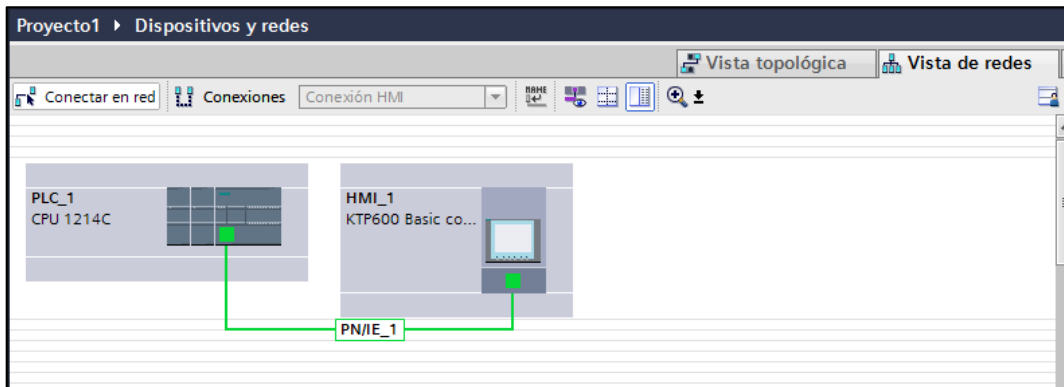 Proyecto1 ▸ Dispositivos y redes
Vista topológica
Vista de redes
Conectar en red
Conexiones
Conexión HMI
NAME
PLC_1
CPU 1214C
HMI_1
KTP600 Basic co...
PN/IE_1